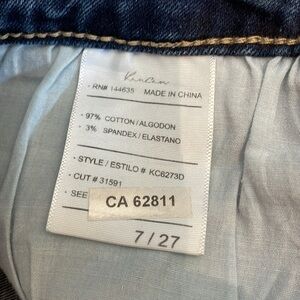 KanCan
· RN# 144635 MADE IN CHINA
· 97% COTTON/ALGODON
· 3% SPANDEX/ELASTANO
· STYLE / ESTILO # KC6273D
· CUT # 31591
· SEE
CA 62811
7 / 27